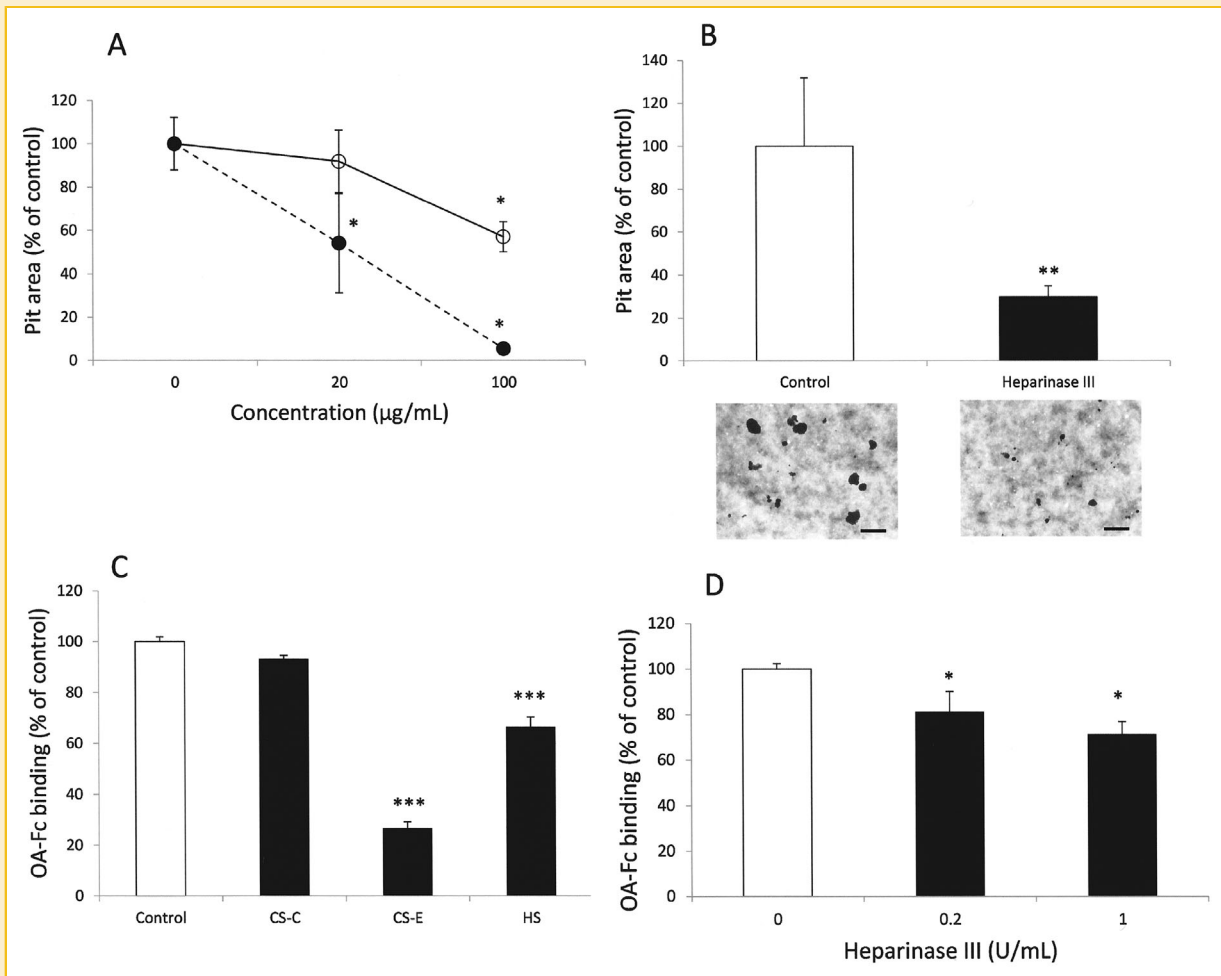 A
Pit area (% of control)
120
100
80
60
40
20
0
*
*
*
0 20 100
Concentration (µg/mL)
B
Pit area (% of control)
140
120
100
80
60
40
20
0
**
Control Heparinase III
C
OA-Fc binding (% of control)
120
100
80
60
40
20
0
***
***
Control CS-C CS-E HS
D
OA-Fc binding (% of control)
120
100
80
60
40
20
0
*
*
0 0.2 1
Heparinase III (U/mL)